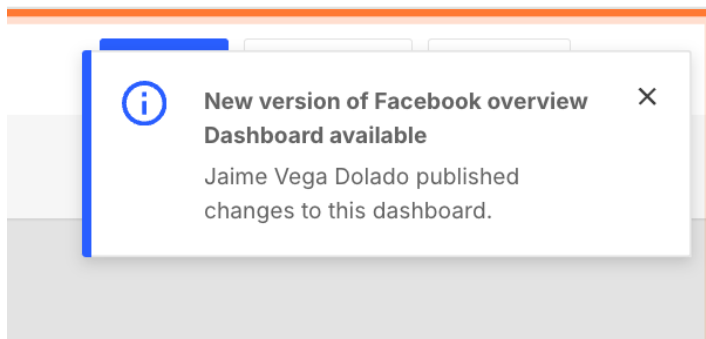 New version of Facebook overview
Dashboard available
Jaime Vega Dolado published
changes to this dashboard.